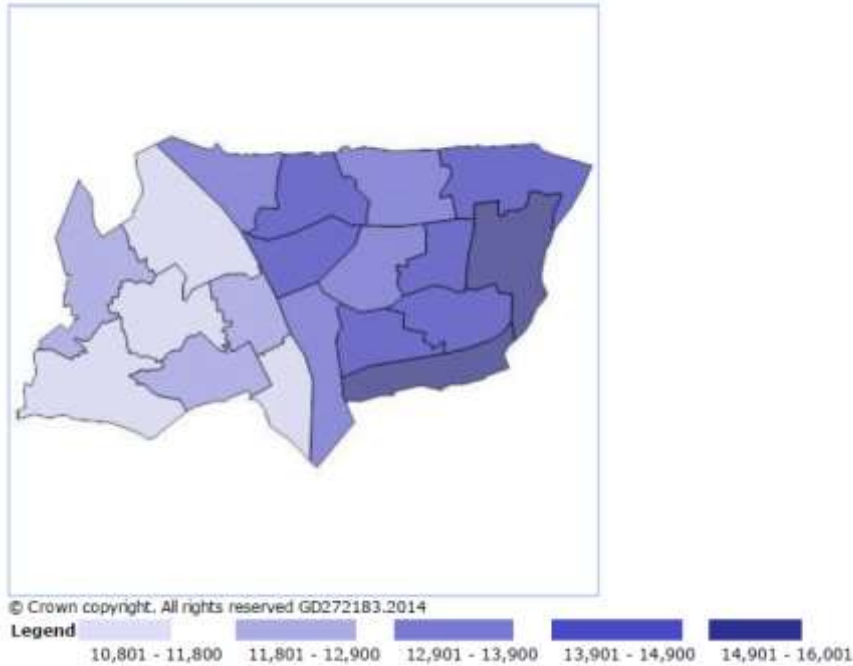 © Crown copyright. All rights reserved GD272183.2014
Legend
10,801 - 11,800 11,801 - 12,900 12,901 - 13,900 13,901 - 14,900 14,901 - 16,001